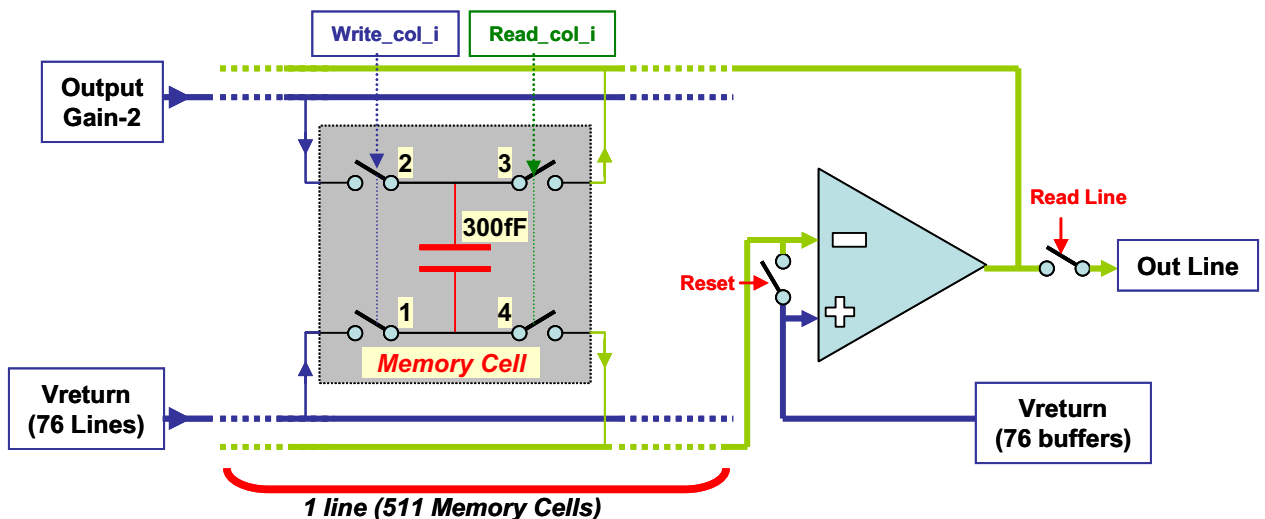 Write_col_i
Read_col_i
Output
Gain-2
2
3
300fF
Read Line
Out Line
Reset
1
4
Memory Cell
Vreturn
(76 Lines)
Vreturn
(76 buffers)
1 line (511 Memory Cells)